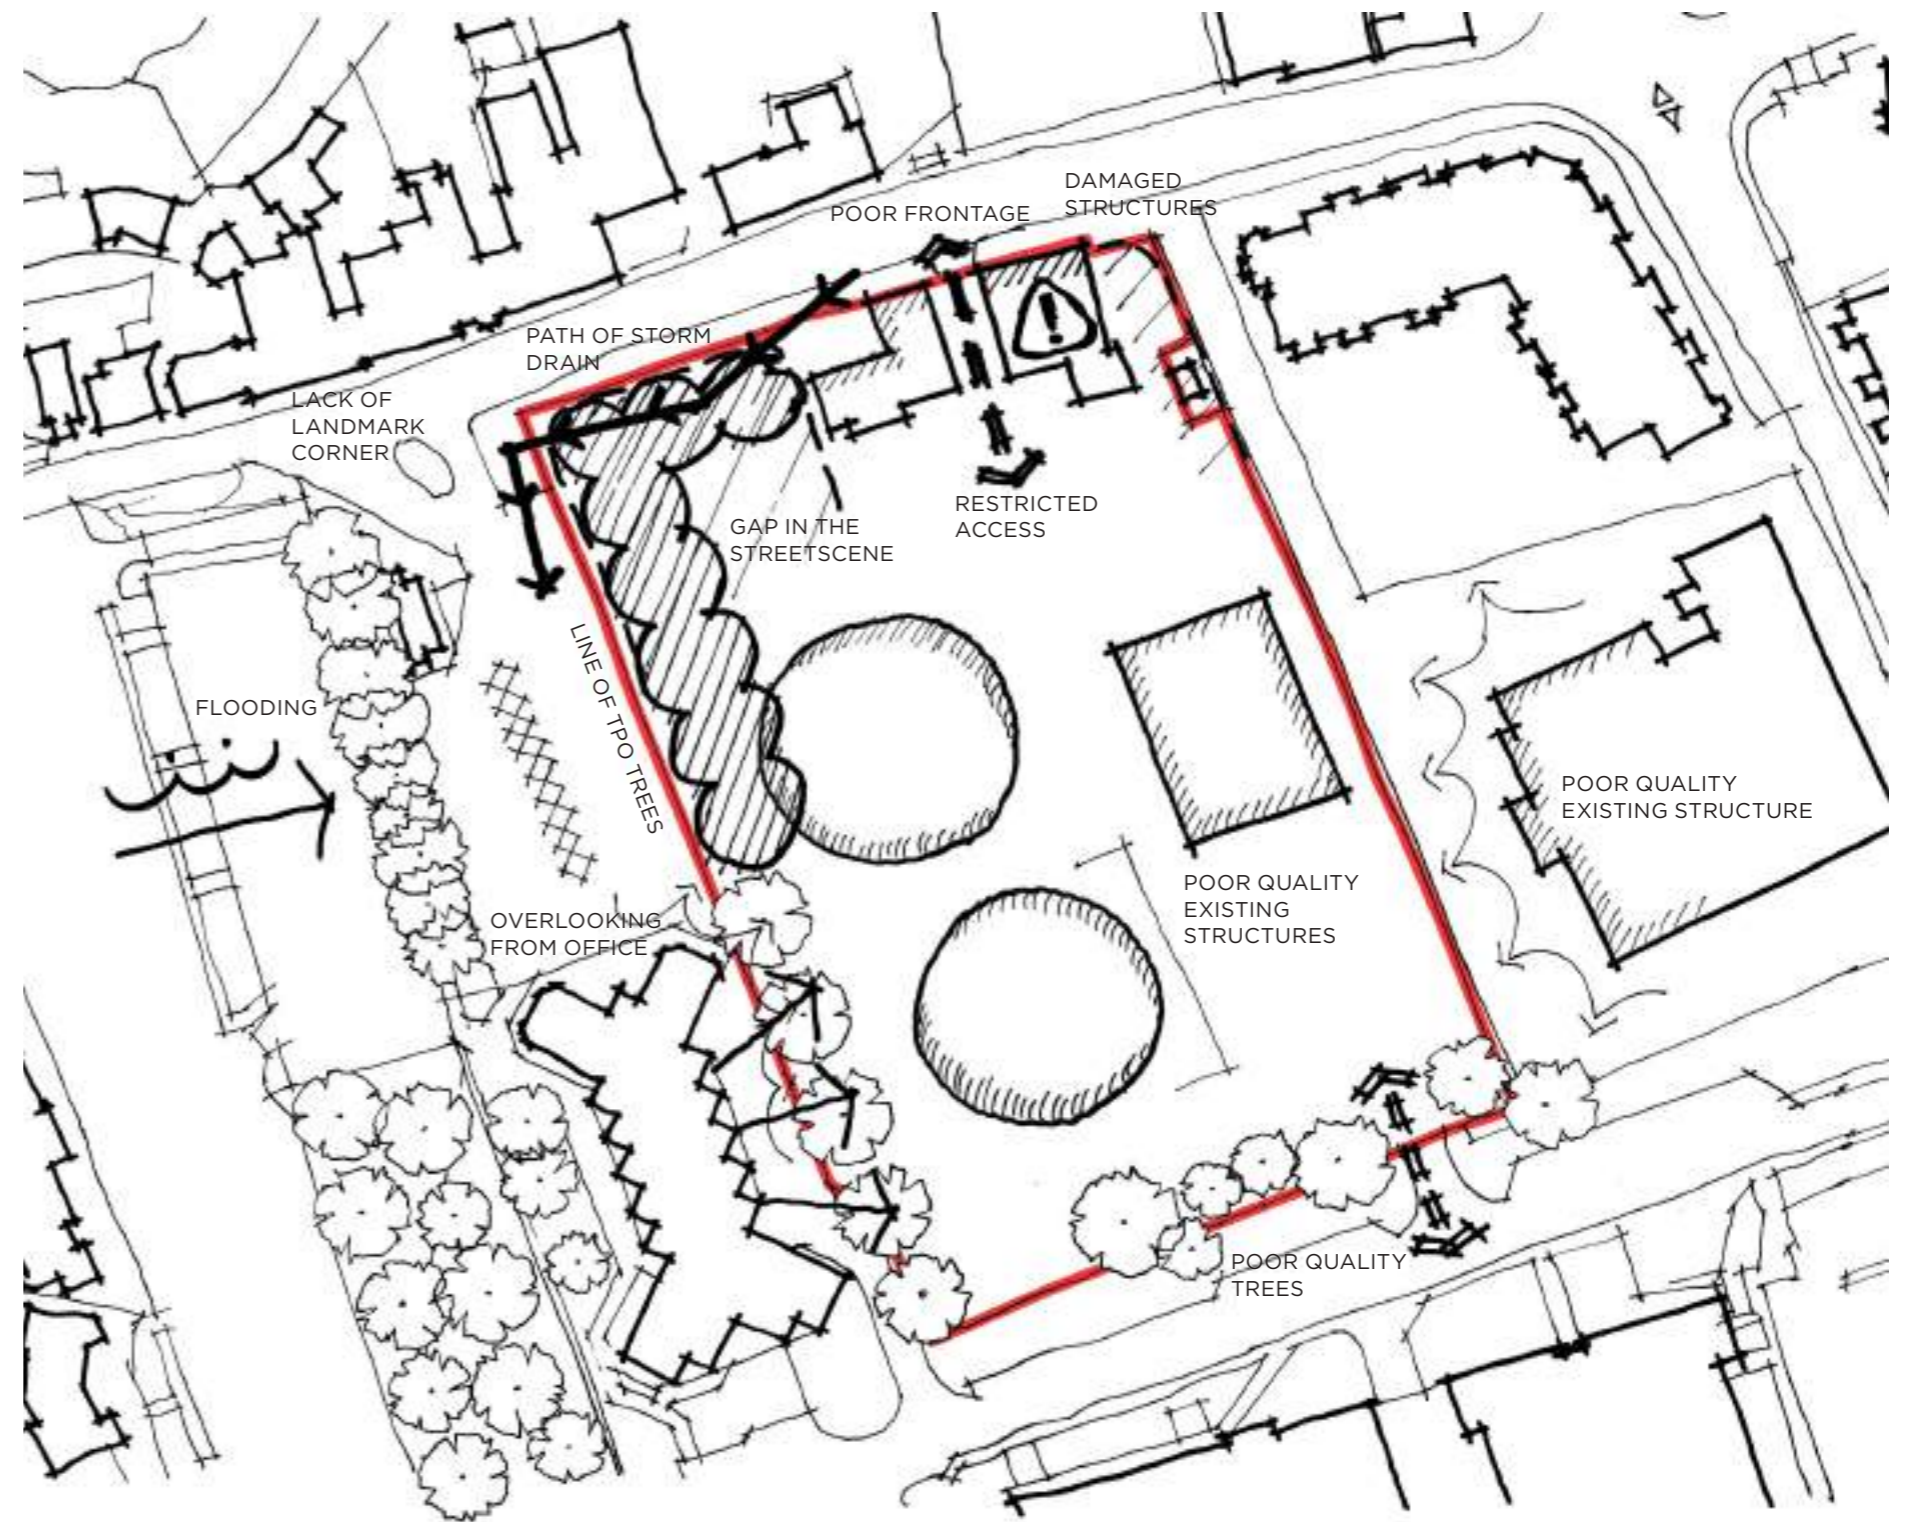 DAMAGED
STRUCTURES
POOR FRONTAGE
PATH OF STORM
DRAIN
LACK OF
LANDMARK
CORNER
!
RESTRICTED
ACCESS
GAP IN THE
STREETSCENE
LINE OF TPO TREES
FLOODING
POOR QUALITY
EXISTING STRUCTURE
POOR QUALITY
EXISTING
STRUCTURES
OVERLOOKING
FROM OFFICE
POOR QUALITY
TREES